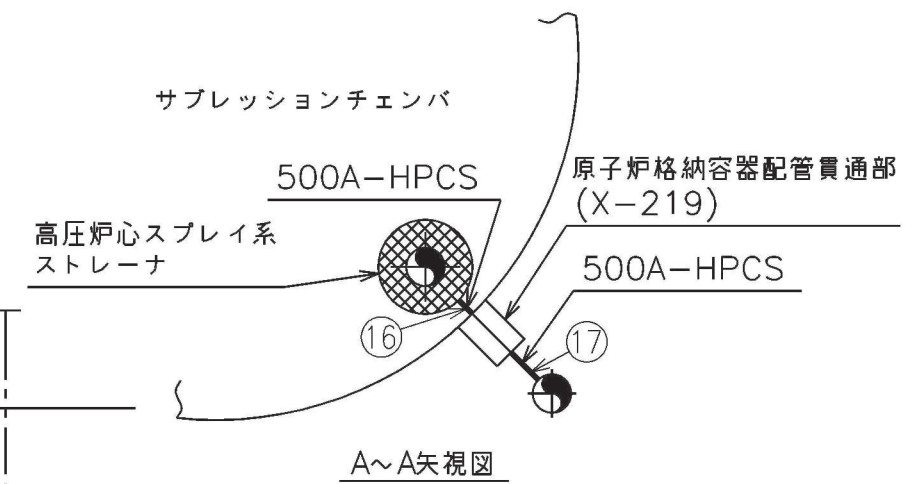 サプレッションチェンバ
500A-HPCS
原子炉格納容器配管貫通部
(X-219)
高圧炉心スプレイ系
ストレーナ
500A-HPCS
16
17
A～A矢視図